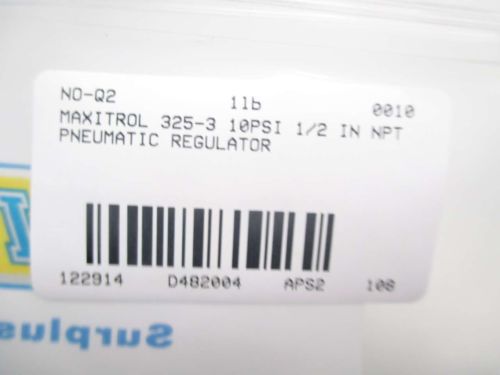 NO-Q2 11b 0010
MAXITROL 325-3 10PSI 1/2 IN NPT
PNEUMATIC REGULATOR
122914 D482004 APS2 108
Surplus